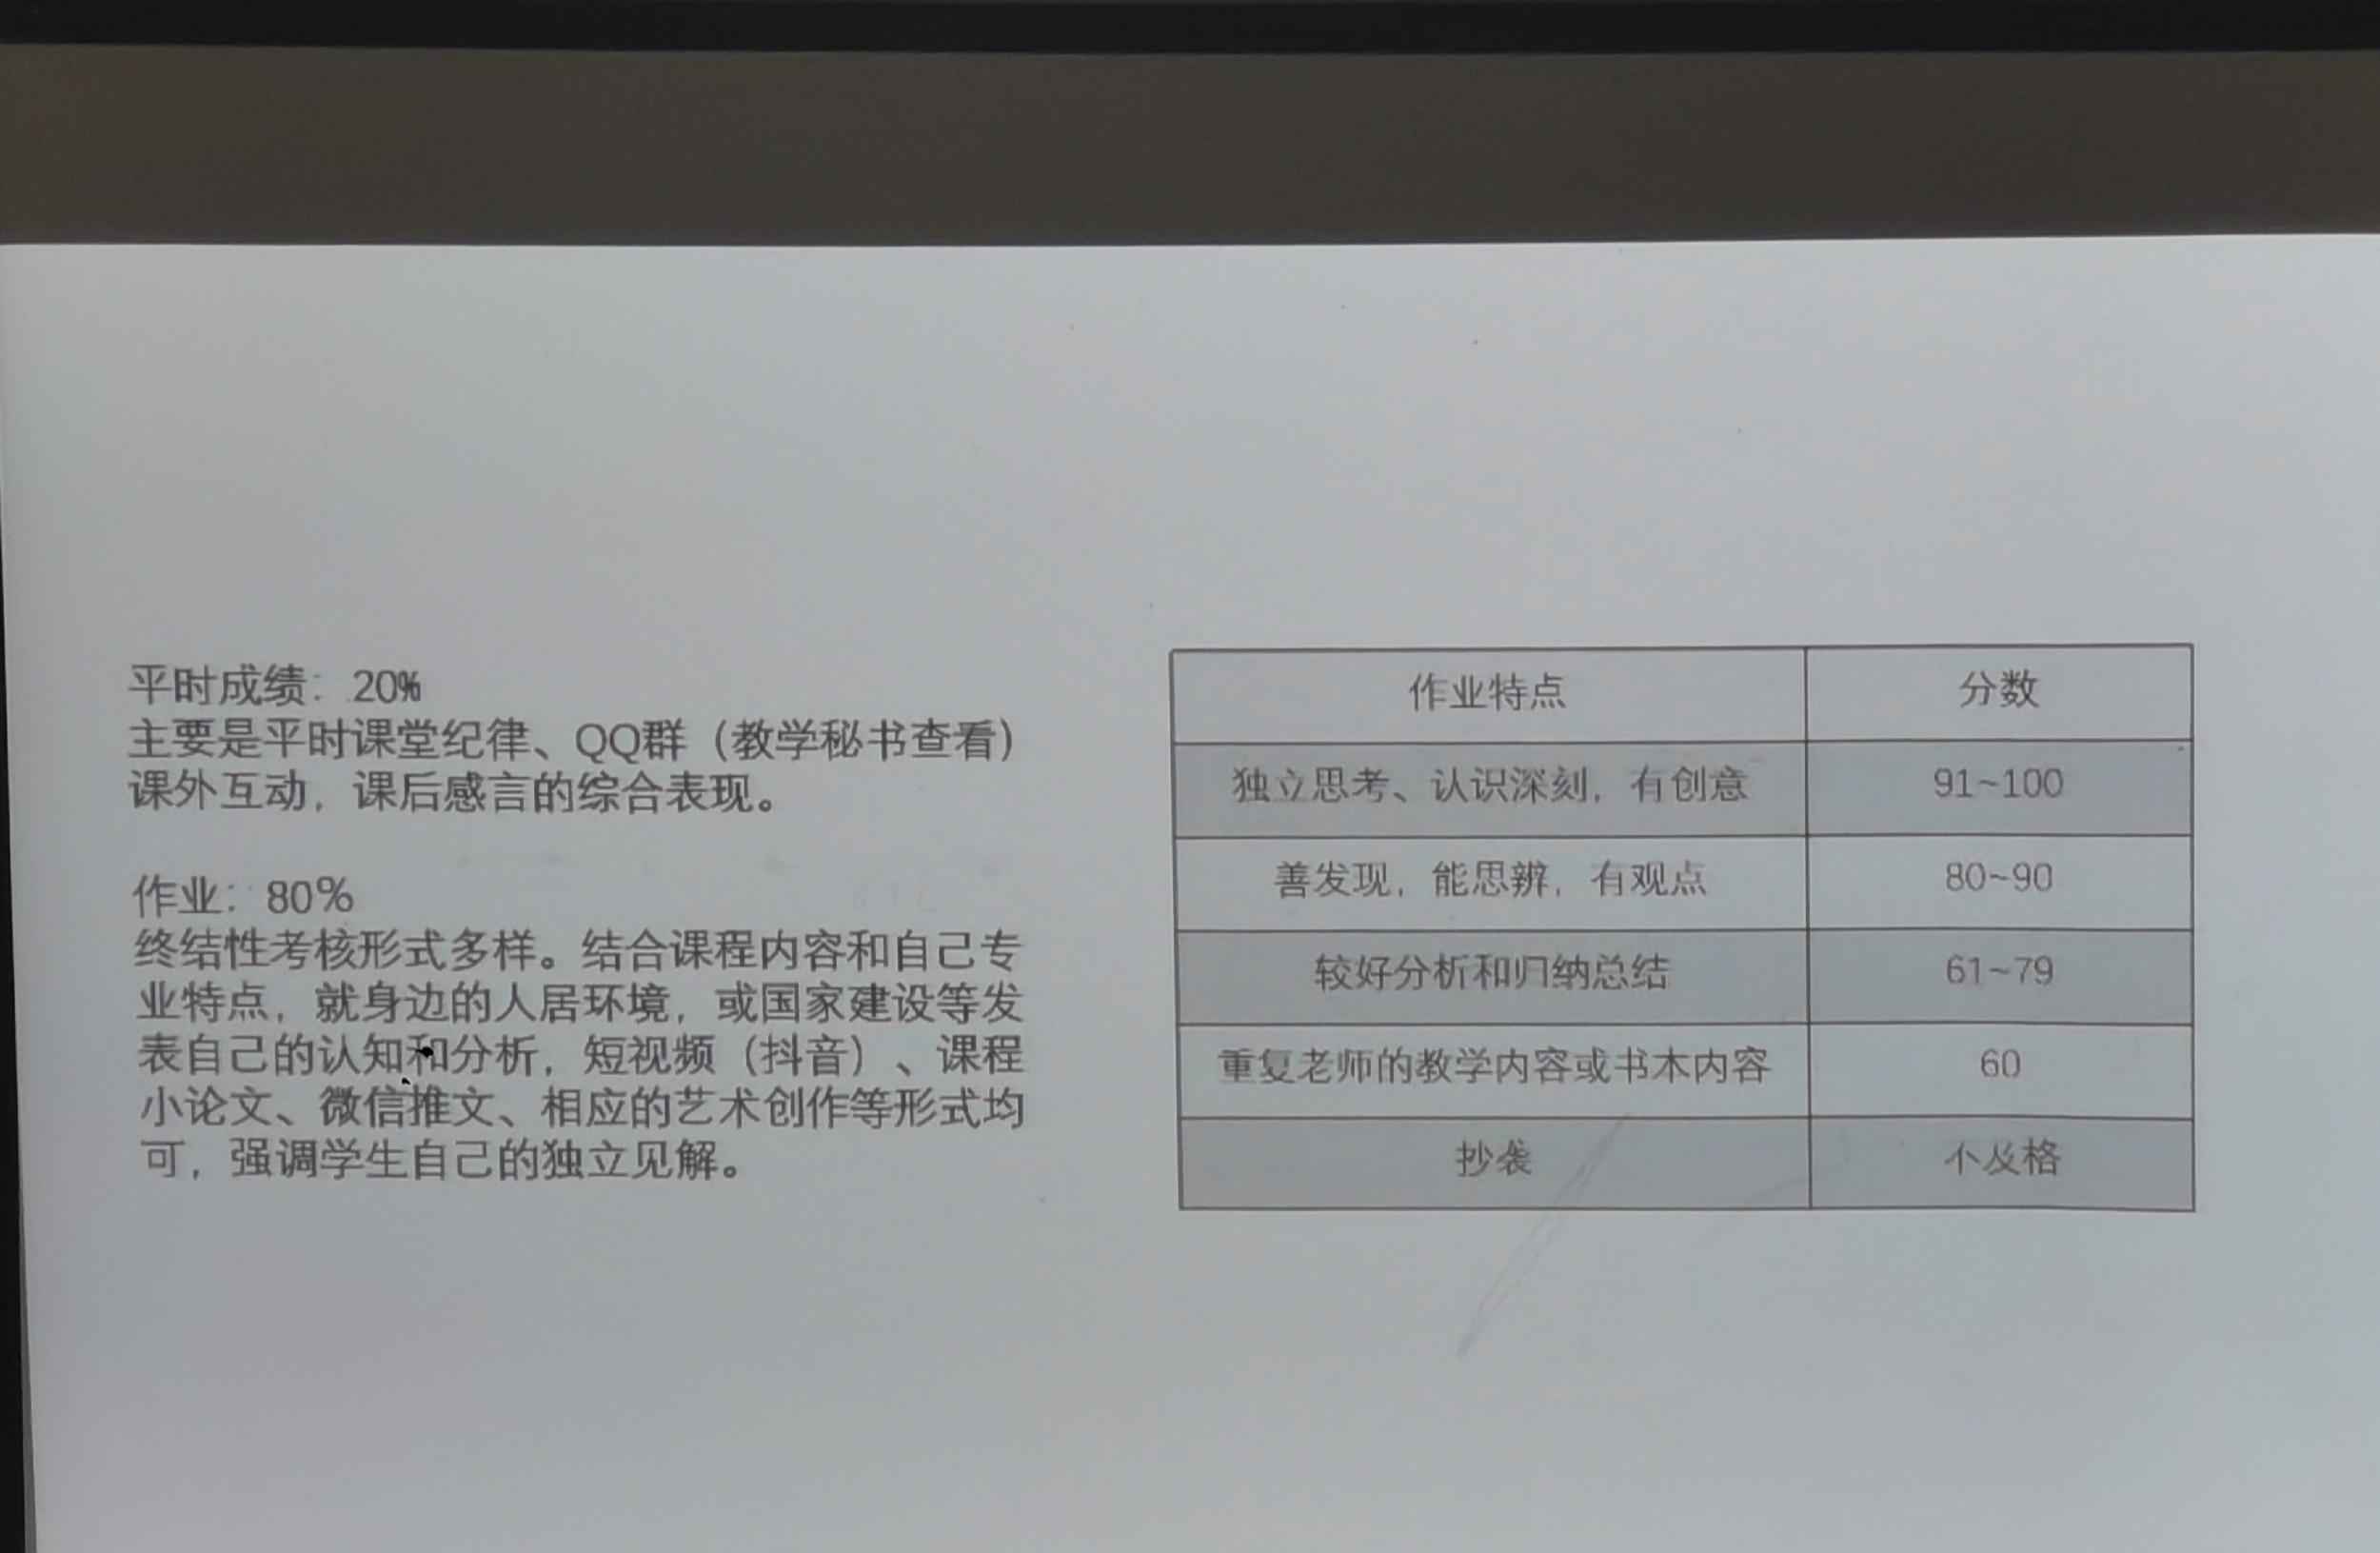 平时成绩：20%
主要是平时课堂纪律、QQ群（教学秘书查看）
课外互动，课后感言的综合表现。
作业：80%
终结性考核形式多样。结合课程内容和自己专
业特点，就身边的人居环境，或国家建设等发
表自己的认知和分析，短视频（抖音）、课程
小论文、微信推文、相应的艺术创作等形式均
可，强调学生自己的独立见解。
作业特点 分数
独立思考、认识深刻，有创意 91~100
善发现，能思辨，有观点 80~90
较好分析和归纳总结 61~79
重复老师的教学内容或书本内容 60
抄袭 不及格